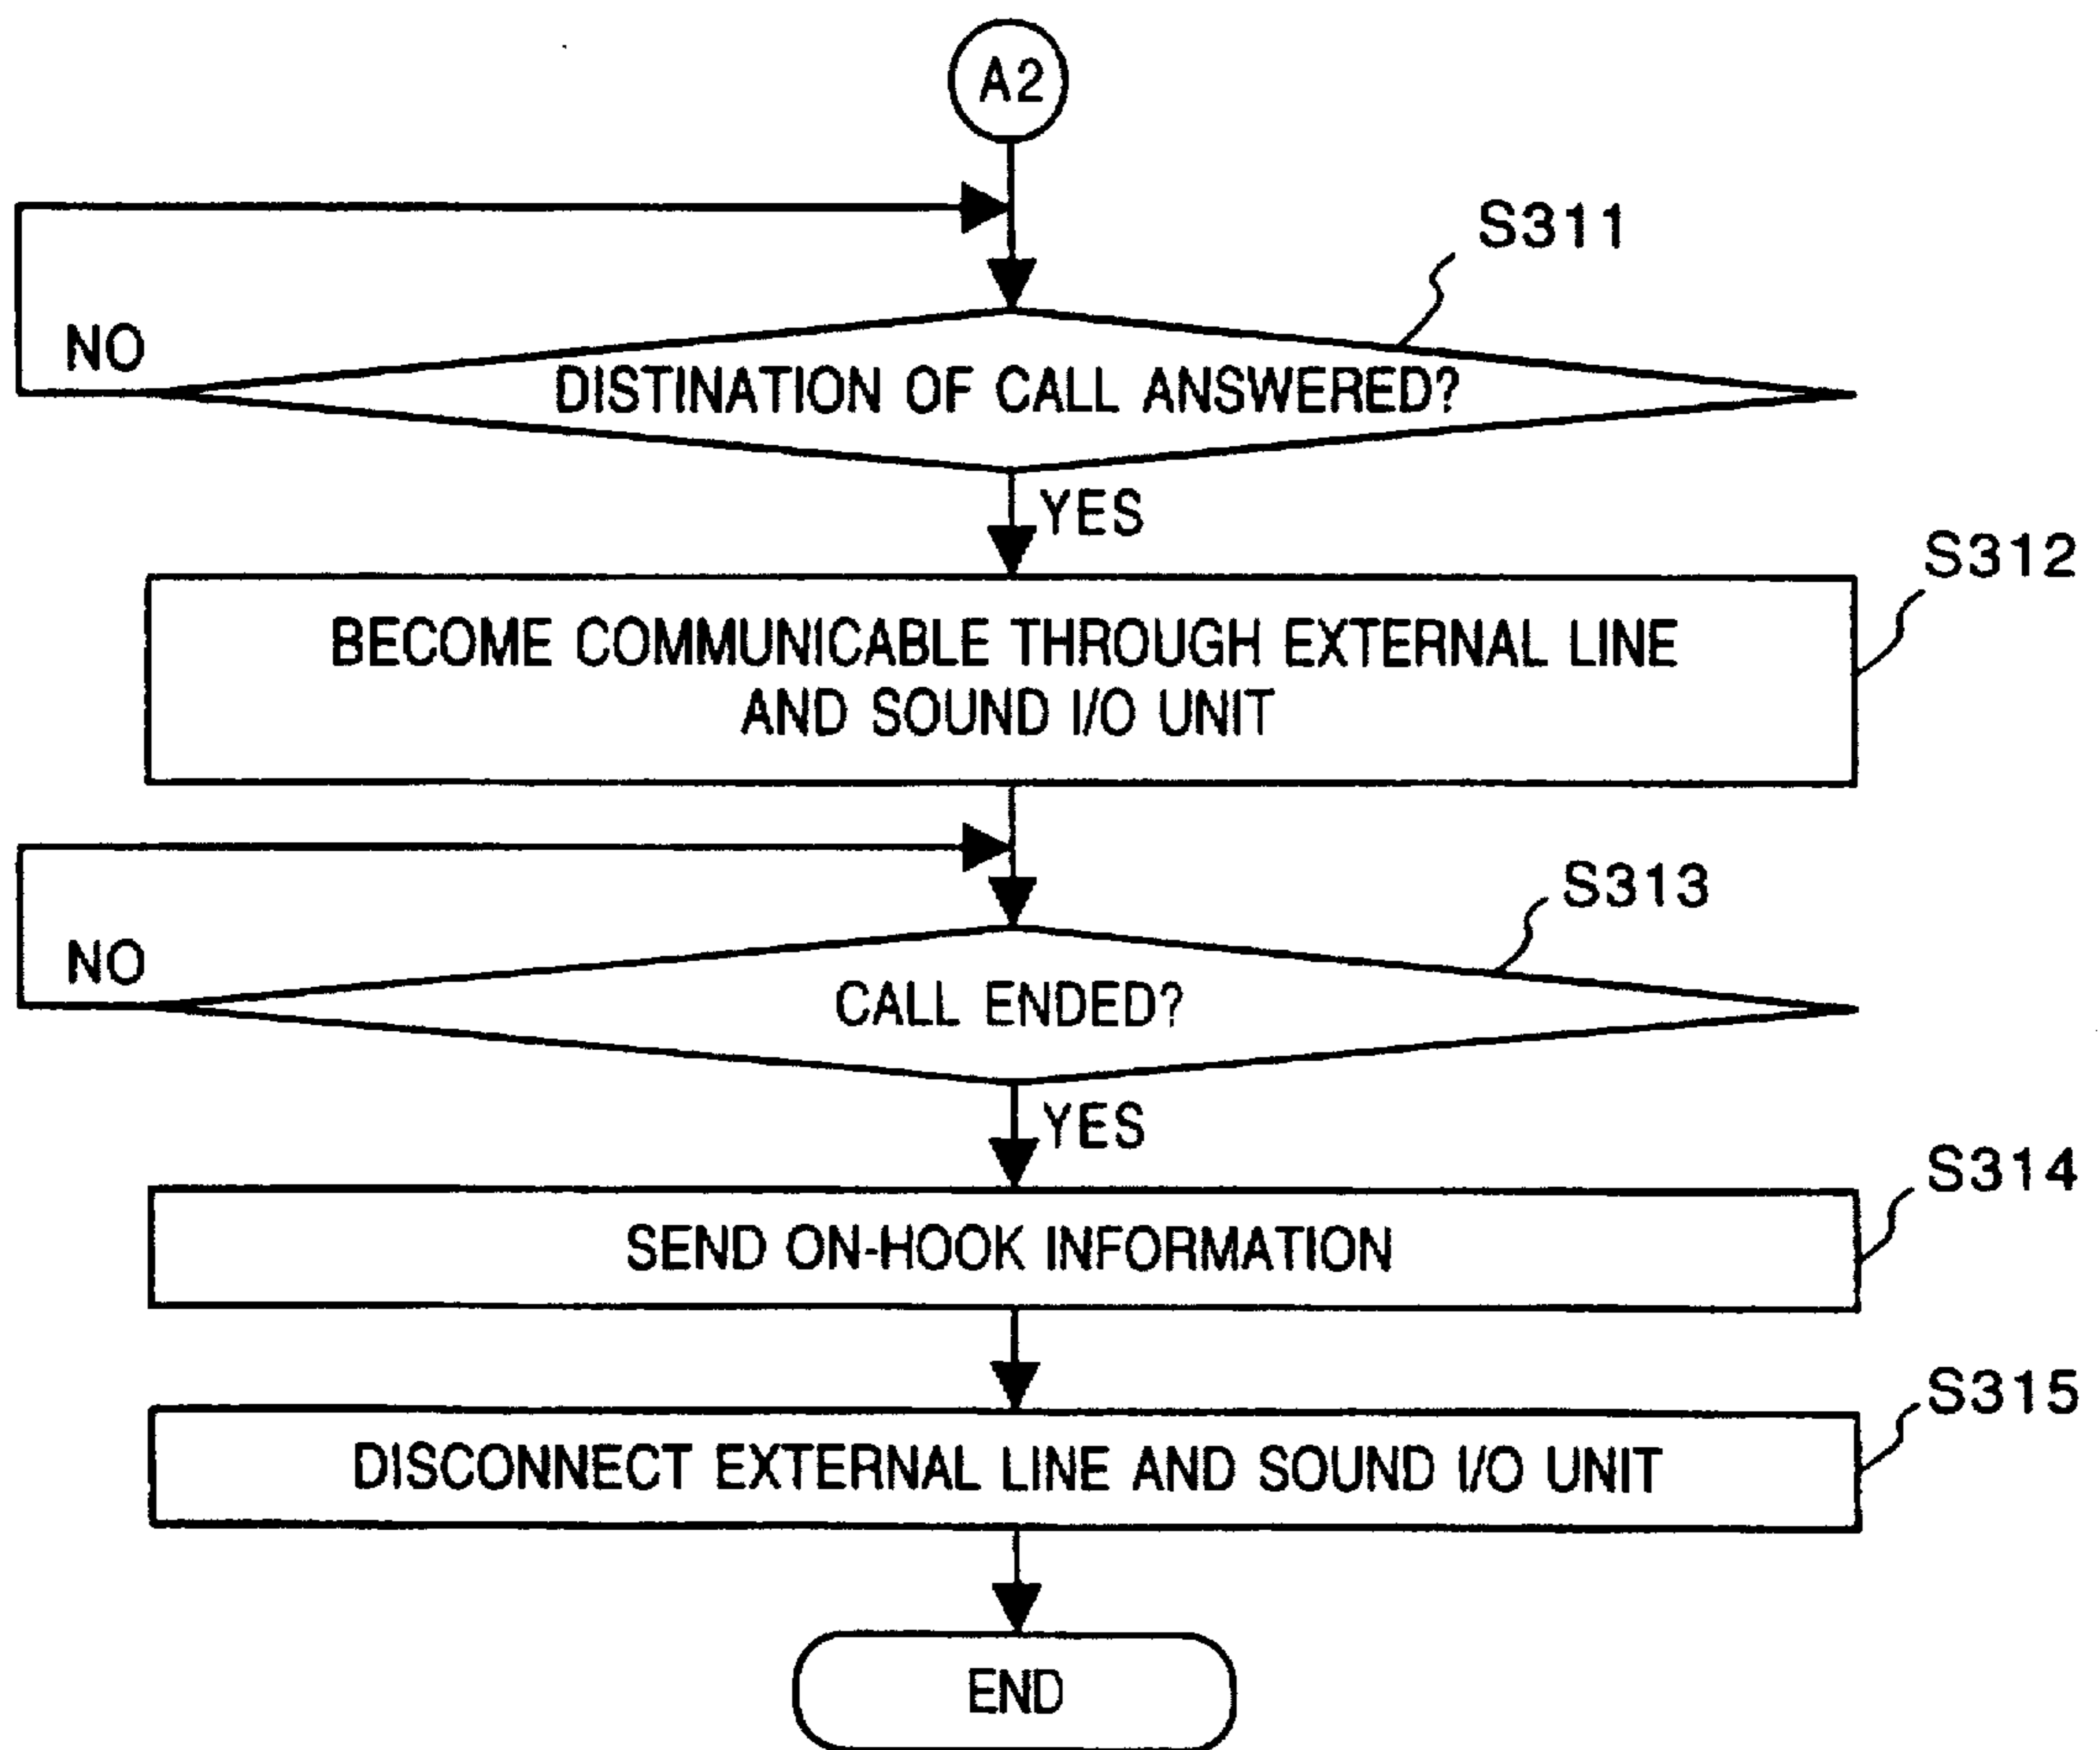 A2
S311
NO
DISTINATION OF CALL ANSWERED?
YES
S312
BECOME COMMUNICABLE THROUGH EXTERNAL LINE
AND SOUND I/O UNIT
S313
NO
CALL ENDED?
YES
S314
SEND ON-HOOK INFORMATION
S315
DISCONNECT EXTERNAL LINE AND SOUND I/O UNIT
END